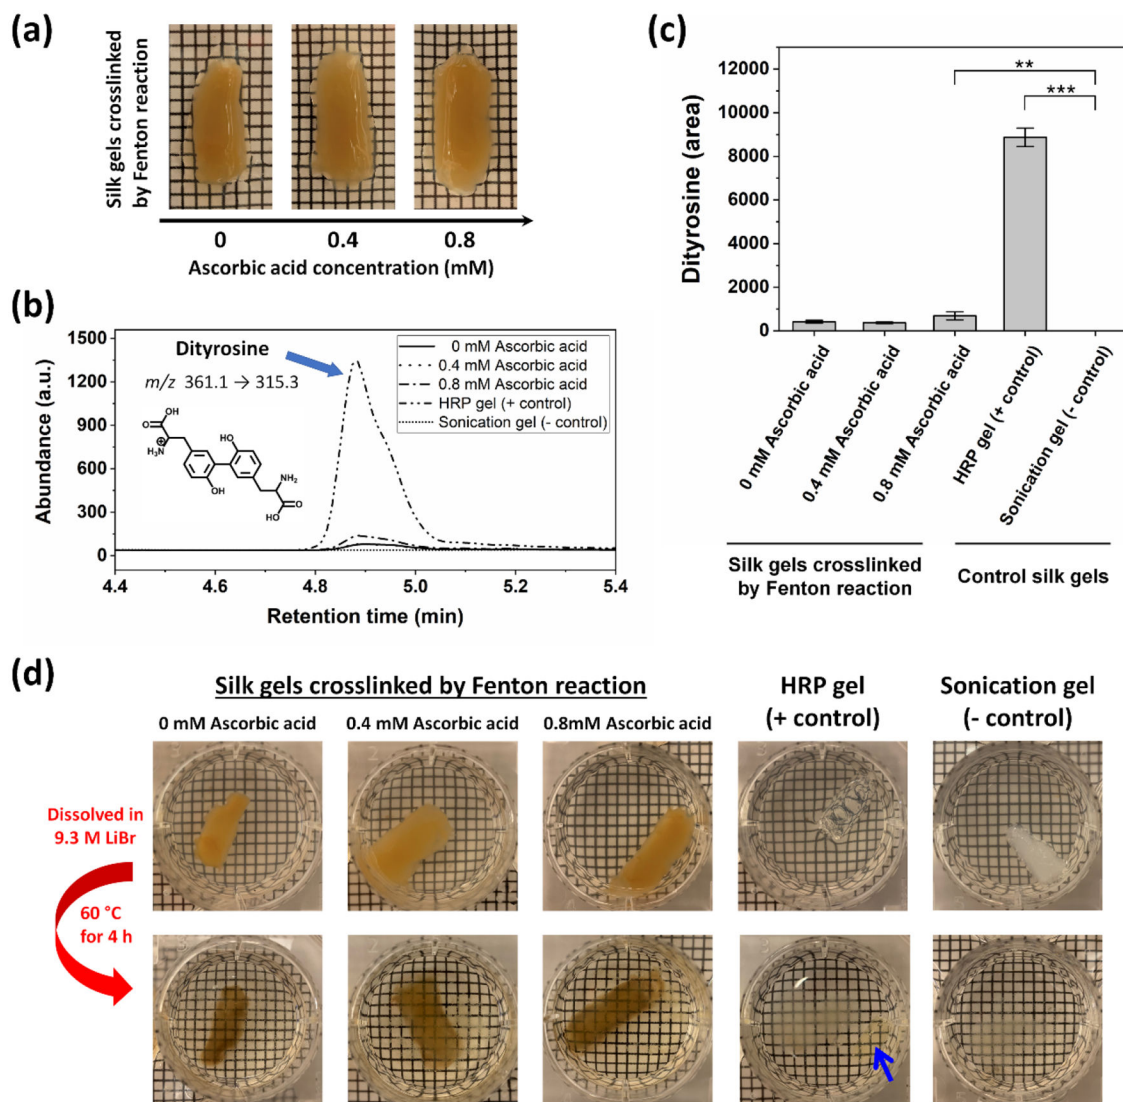 (a)
Silk gels crosslinked
by Fenton reaction
0
0.4
0.8
Ascorbic acid concentration (mM)
(b)
1500
1200
900
600
300
0
Abundance (a.u.)
Dityrosine
m/z 361.1 → 315.3
OH
O
H₃N
⊕
OH
HO
NH₂
O
HO
0 mM Ascorbic acid
0.4 mM Ascorbic acid
0.8 mM Ascorbic acid
HRP gel (+ control)
Sonication gel (- control)
4.4
4.6
4.8
5.0
5.2
5.4
Retention time (min)
(c)
Dityrosine (area)
12000
10000
8000
6000
4000
2000
0
**
***
0 mM Ascorbic acid
0.4 mM Ascorbic acid
0.8 mM Ascorbic acid
HRP gel (+ control)
Sonication gel (- control)
Silk gels crosslinked
by Fenton reaction
Control silk gels
(d)
Silk gels crosslinked by Fenton reaction
0 mM Ascorbic acid
0.4 mM Ascorbic acid
0.8mM Ascorbic acid
HRP gel
(+ control)
Sonication gel
(- control)
Dissolved in
9.3 M LiBr
60 °C
for 4 h